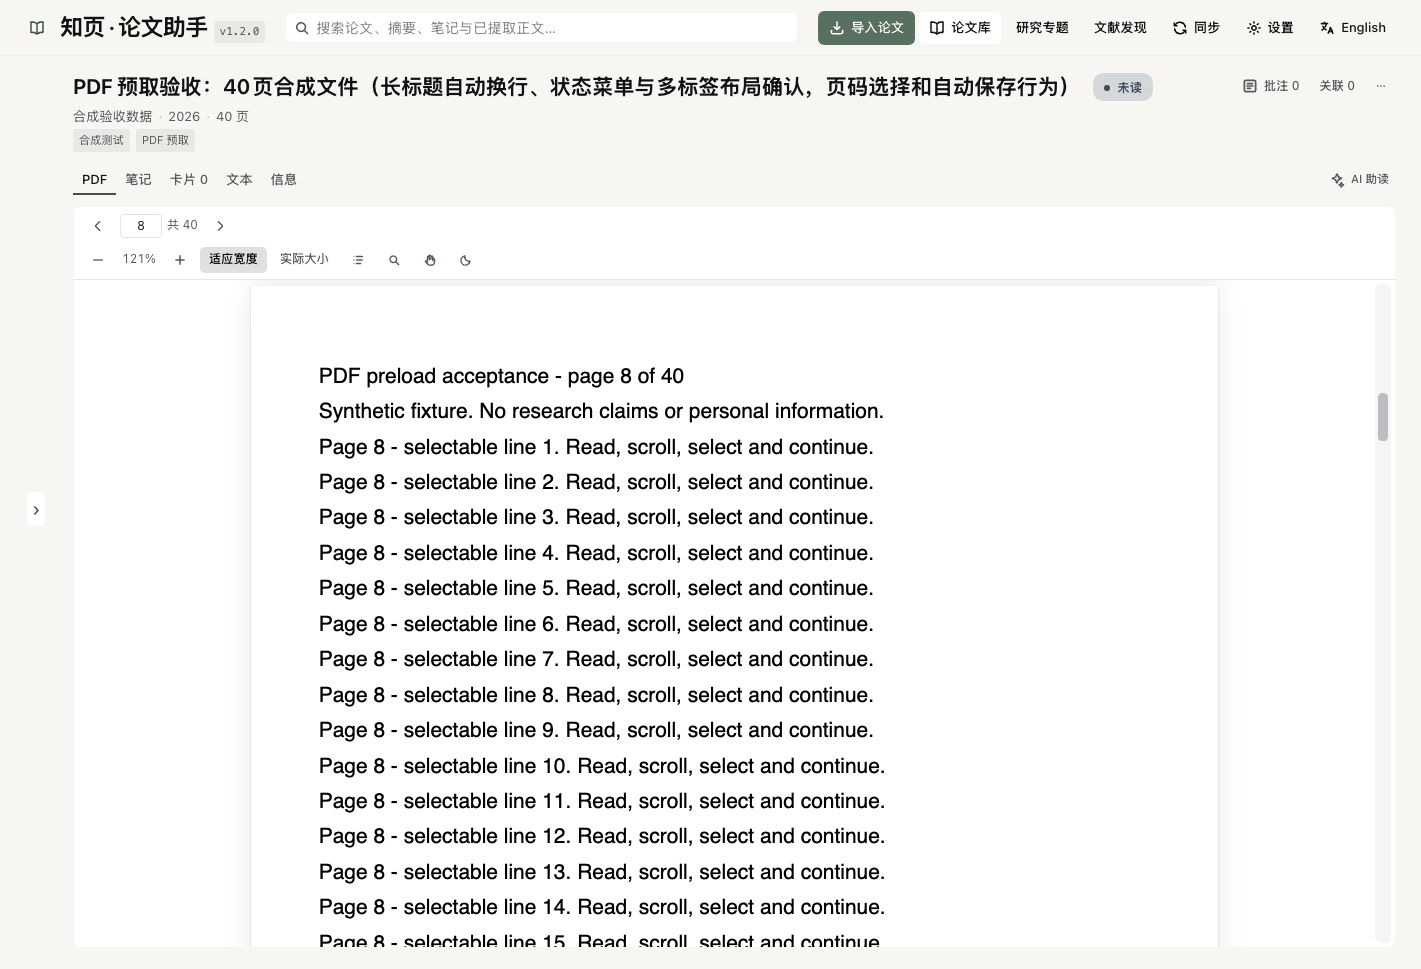 知页·论文助手 v1.2.0 搜索论文、摘要、笔记与已提取正文... 导入论文 论文库 研究专题 文献发现 同步 设置 English
PDF 预取验收：40页合成文件（长标题自动换行、状态菜单与多标签布局确认，页码选择和自动保存行为） 未读 批注 0 关联 0 ···
合成验收数据 · 2026 · 40 页
合成测试 PDF 预取
PDF 笔记 卡片 0 文本 信息 AI 助读
8 共 40
121% 适应宽度 实际大小
PDF preload acceptance - page 8 of 40
Synthetic fixture. No research claims or personal information.
Page 8 - selectable line 1. Read, scroll, select and continue.
Page 8 - selectable line 2. Read, scroll, select and continue.
Page 8 - selectable line 3. Read, scroll, select and continue.
Page 8 - selectable line 4. Read, scroll, select and continue.
Page 8 - selectable line 5. Read, scroll, select and continue.
Page 8 - selectable line 6. Read, scroll, select and continue.
Page 8 - selectable line 7. Read, scroll, select and continue.
Page 8 - selectable line 8. Read, scroll, select and continue.
Page 8 - selectable line 9. Read, scroll, select and continue.
Page 8 - selectable line 10. Read, scroll, select and continue.
Page 8 - selectable line 11. Read, scroll, select and continue.
Page 8 - selectable line 12. Read, scroll, select and continue.
Page 8 - selectable line 13. Read, scroll, select and continue.
Page 8 - selectable line 14. Read, scroll, select and continue.
Page 8 - selectable line 15. Read, scroll, select and continue.